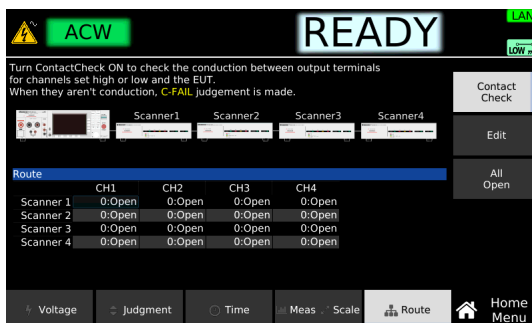 ACW
READY
LAN
LOW
Turn ContactCheck ON to check the conduction between output terminals
for channels set high or low and the EUT.
When they aren't conduction, C-FAIL judgement is made.
Contact
Check
Scanner1 Scanner2 Scanner3 Scanner4
Edit
All
Open
Route
CH1 CH2 CH3 CH4
Scanner 1 0:Open 0:Open 0:Open 0:Open
Scanner 2 0:Open 0:Open 0:Open 0:Open
Scanner 3 0:Open 0:Open 0:Open 0:Open
Scanner 4 0:Open 0:Open 0:Open 0:Open
Voltage Judgment Time Meas Scale Route Home
Menu